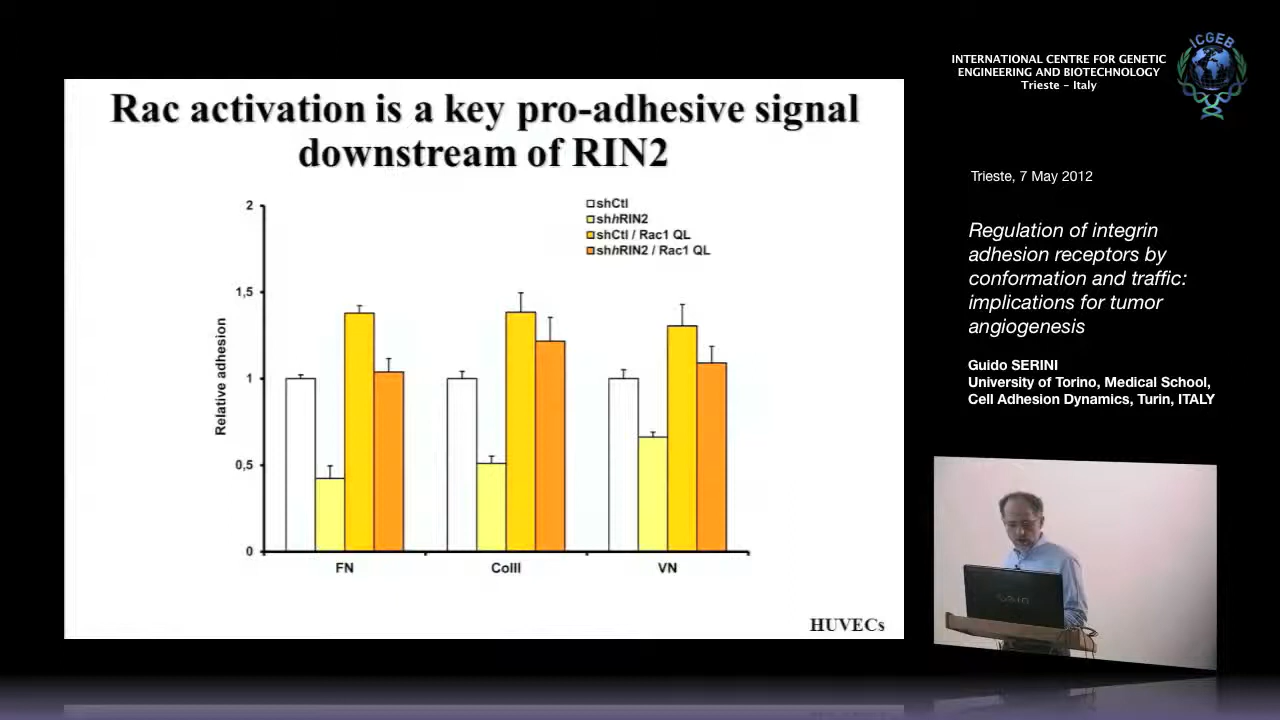 Rac activation is a key pro-adhesive signal
downstream of RIN2
2
1,5
1
0,5
0
Relative adhesion
shCtl
shhRIN2
shCtl / Rac1 QL
shhRIN2 / Rac1 QL
FN
ColII
VN
HUVECs
INTERNATIONAL CENTRE FOR GENETIC
ENGINEERING AND BIOTECHNOLOGY
Trieste - Italy
ICGEB
Trieste, 7 May 2012
Regulation of integrin
adhesion receptors by
conformation and traffic:
implications for tumor
angiogenesis
Guido SERINI
University of Torino, Medical School,
Cell Adhesion Dynamics, Turin, ITALY